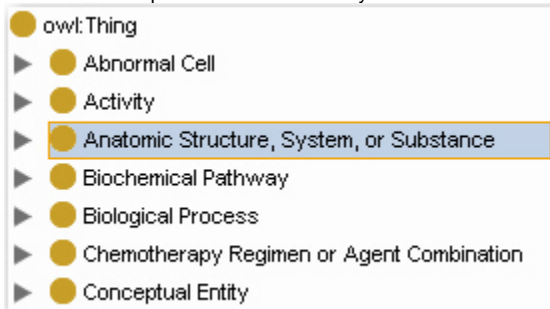 owl:Thing
Abnormal Cell
Activity
Anatomic Structure, System, or Substance
Biochemical Pathway
Biological Process
Chemotherapy Regimen or Agent Combination
Conceptual Entity